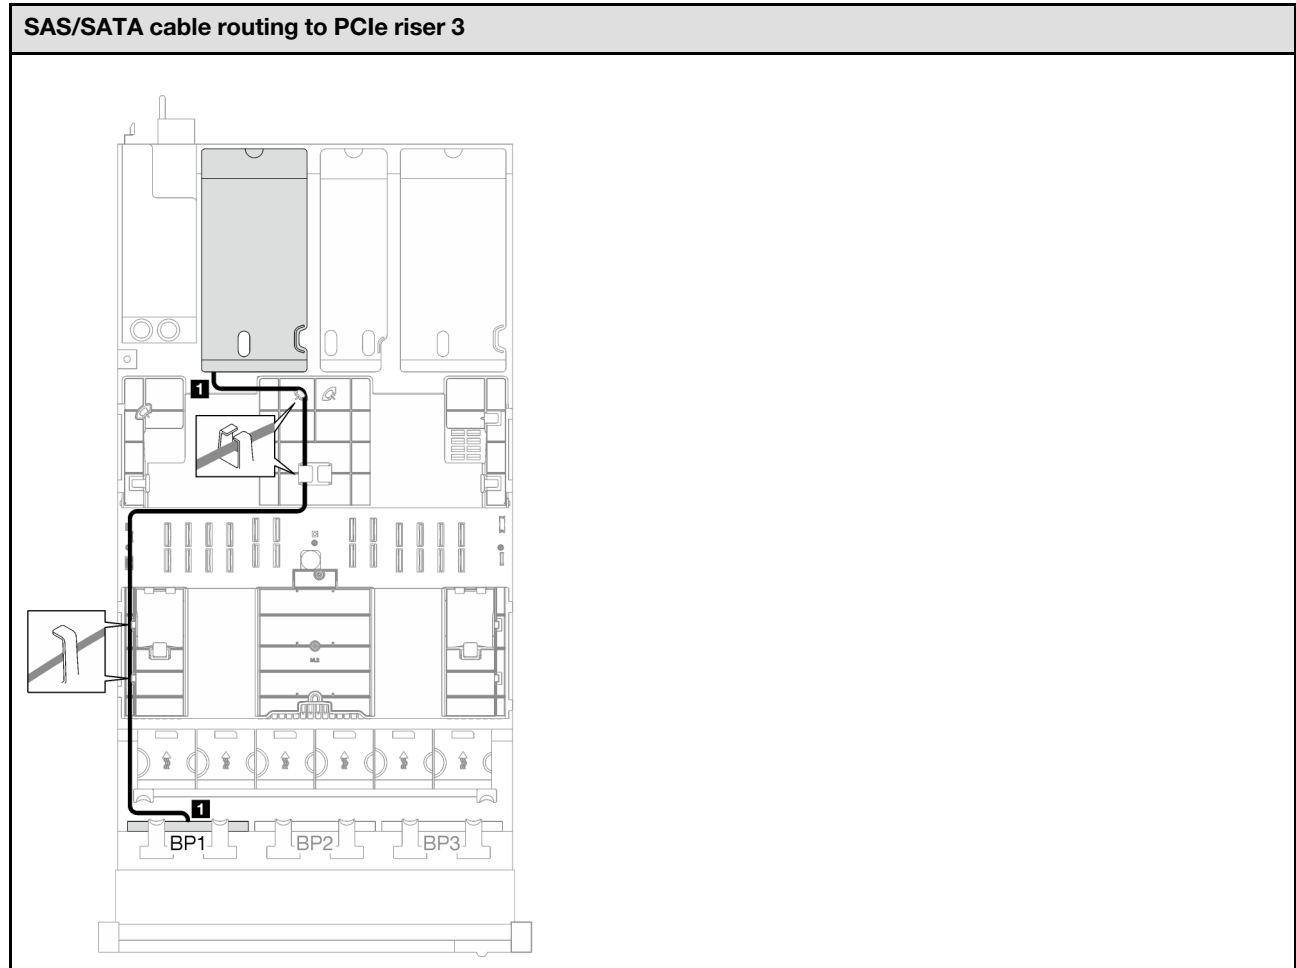 SAS/SATA cable routing to PCIe riser 3
1
1
BP1
BP2
BP3